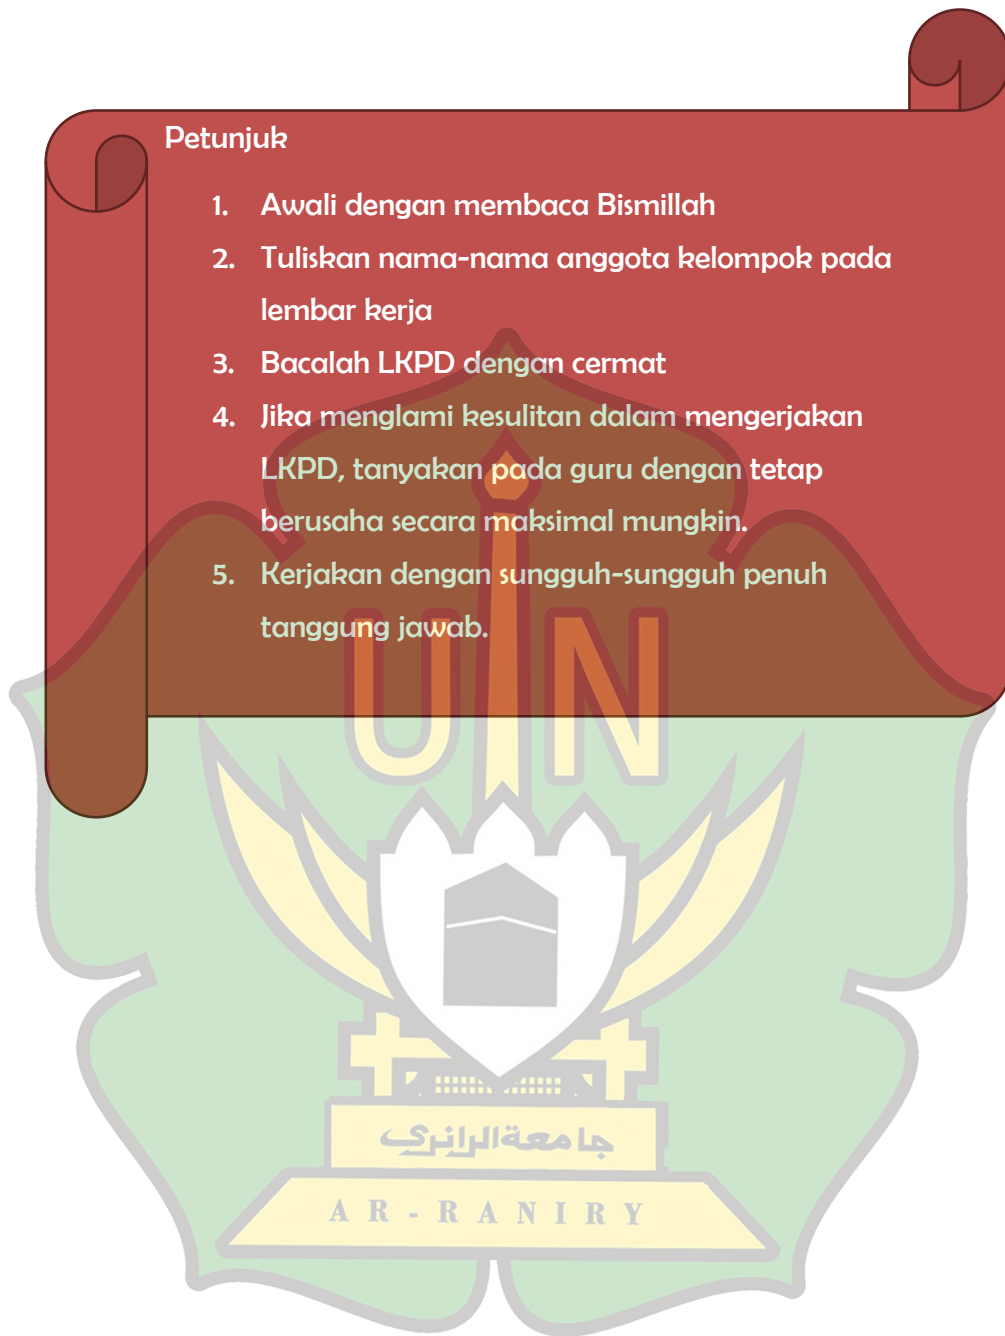 Petunjuk
1. Awali dengan membaca Bismillah
2. Tuliskan nama-nama anggota kelompok pada
lembar kerja
3. Bacalah LKPD dengan cermat
4. Jika menglami kesulitan dalam mengerjakan
LKPD, tanyakan pada guru dengan tetap
berusaha secara maksimal mungkin.
5. Kerjakan dengan sungguh-sungguh penuh
tanggung jawab.
UIN
جامعة الرانري
AR-RANIRY